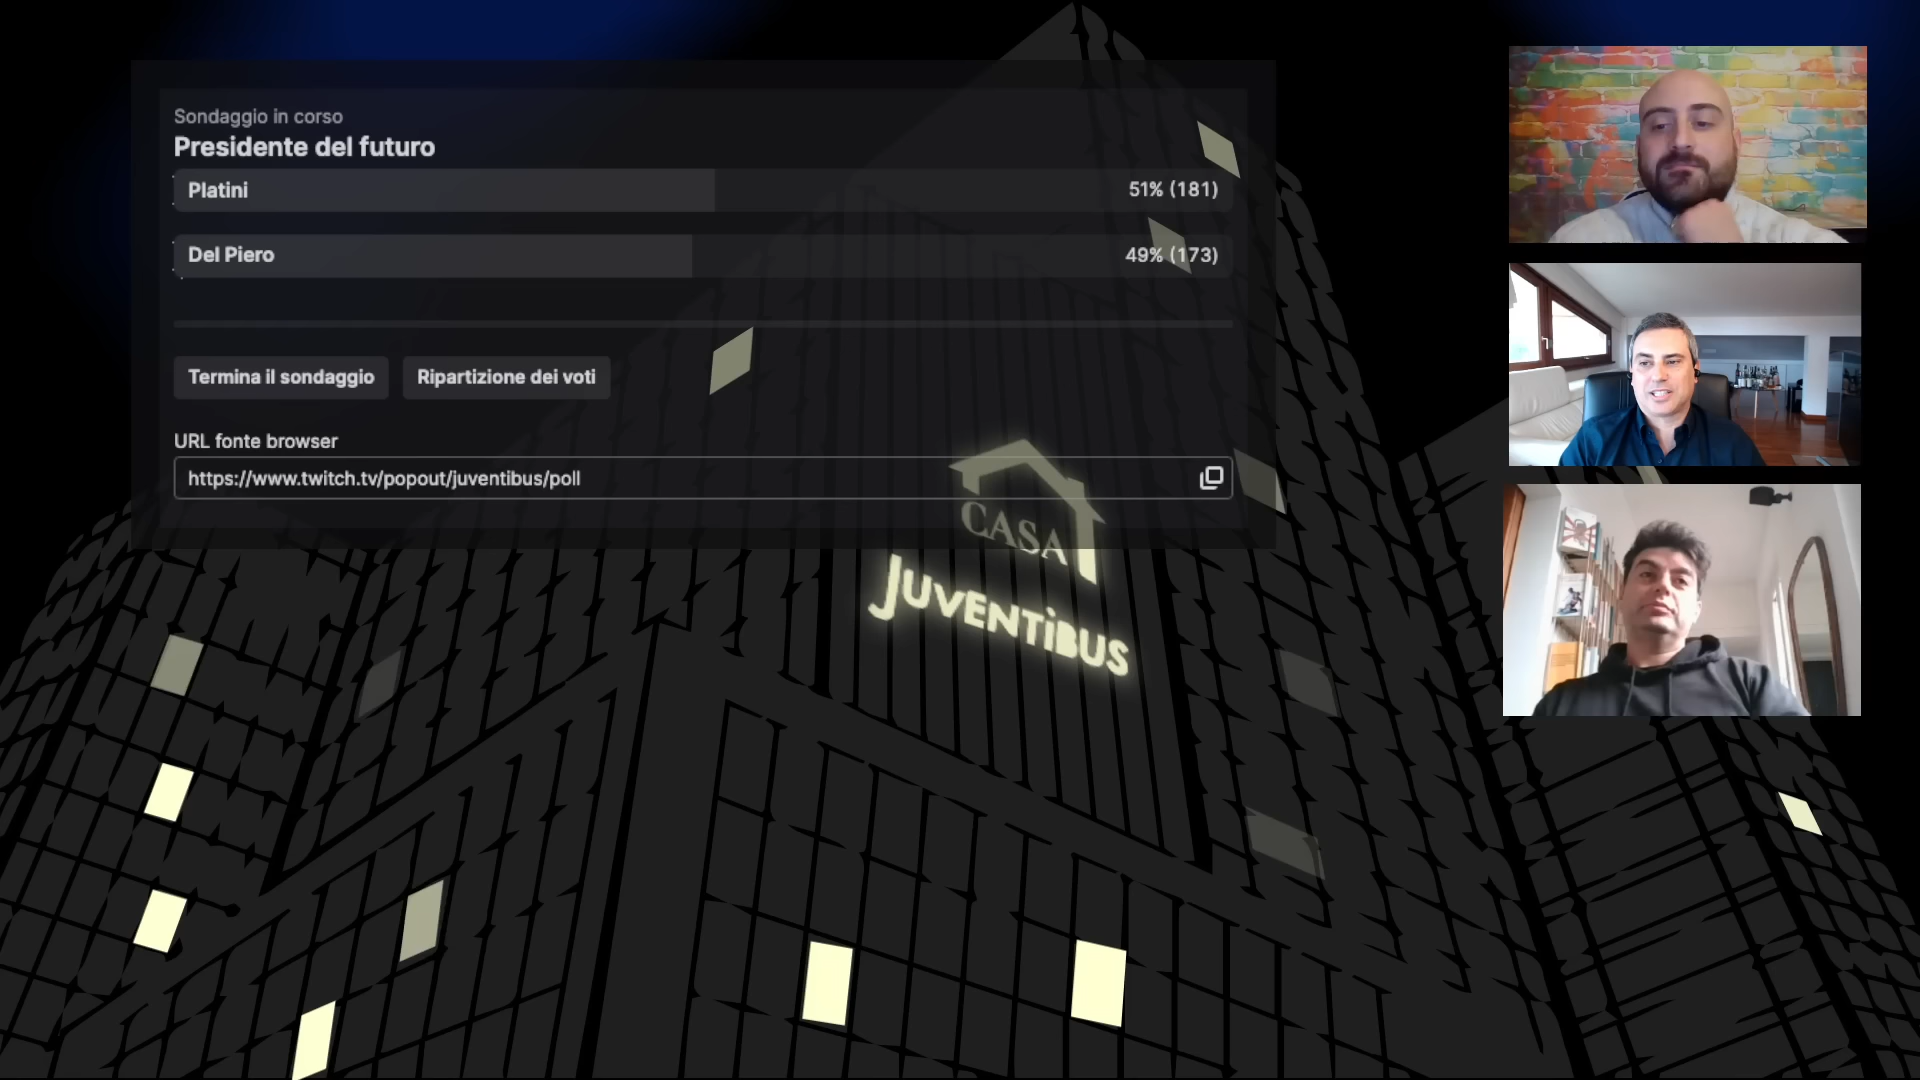 Sondaggio in corso
Presidente del futuro
Platini 51% (181)
Del Piero 49% (173)
Termina il sondaggio Ripartizione dei voti
URL fonte browser
https://www.twitch.tv/popout/juventibus/poll
CASA
JUVENTiBUS